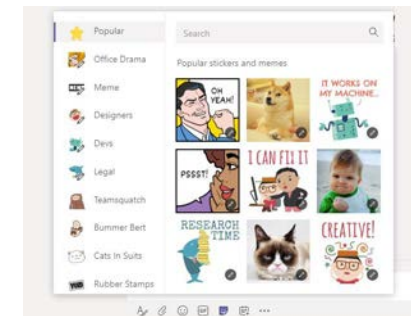 Popular
Office Drama
Meme
Designers
Devs
Legal
Teamsquatch
Bummer Bert
Cats In Suits
Rubber Stamps
Search
Popular stickers and memes
OH
YEAH!
IT WORKS ON
MY MACHINE...
PSSST!
I CAN FIX IT
RESEARCH
TIME
CREATIVE!
GIF